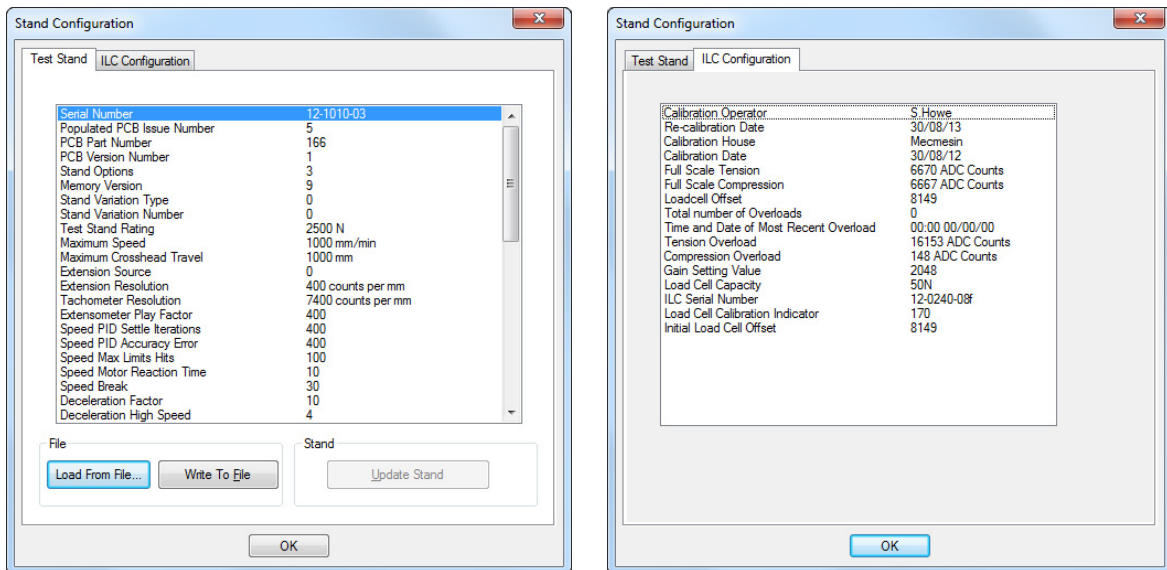 Stand Configuration
Test Stand ILC Configuration
Serial Number 12-1010-03
Populated PCB Issue Number 5
PCB Part Number 166
PCB Version Number 1
Stand Options 3
Memory Version 9
Stand Variation Type 0
Stand Variation Number 0
Test Stand Rating 2500 N
Maximum Speed 1000 mm/min
Maximum Crosshead Travel 1000 mm
Extension Source 0
Extension Resolution 400 counts per mm
Tachometer Resolution 7400 counts per mm
Extensometer Play Factor 400
Speed PID Settle Iterations 400
Speed PID Accuracy Error 400
Speed Max Limits Hits 100
Speed Motor Reaction Time 10
Speed Break 30
Deceleration Factor 10
Deceleration High Speed 4
File Stand
Load From File... Write To File Update Stand
OK
Stand Configuration
Test Stand ILC Configuration
Calibration Operator S.Howe
Re-calibration Date 30/08/13
Calibration House Mecmesin
Calibration Date 30/08/12
Full Scale Tension 6670 ADC Counts
Full Scale Compression 6667 ADC Counts
Loadcell Offset 8149
Total number of Overloads 0
Time and Date of Most Recent Overload 00:00 00/00/00
Tension Overload 16153 ADC Counts
Compression Overload 148 ADC Counts
Gain Setting Value 2048
Load Cell Capacity 50N
ILC Serial Number 12-0240-08f
Load Cell Calibration Indicator 170
Initial Load Cell Offset 8149
OK